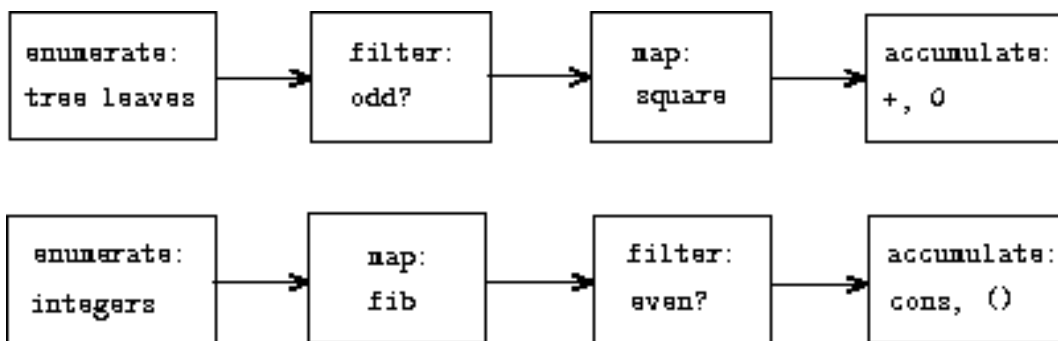 enumerate:
tree leaves
filter:
odd?
map:
square
accumulate:
+, 0
enumerate:
integers
map:
fib
filter:
even?
accumulate:
cons, ()